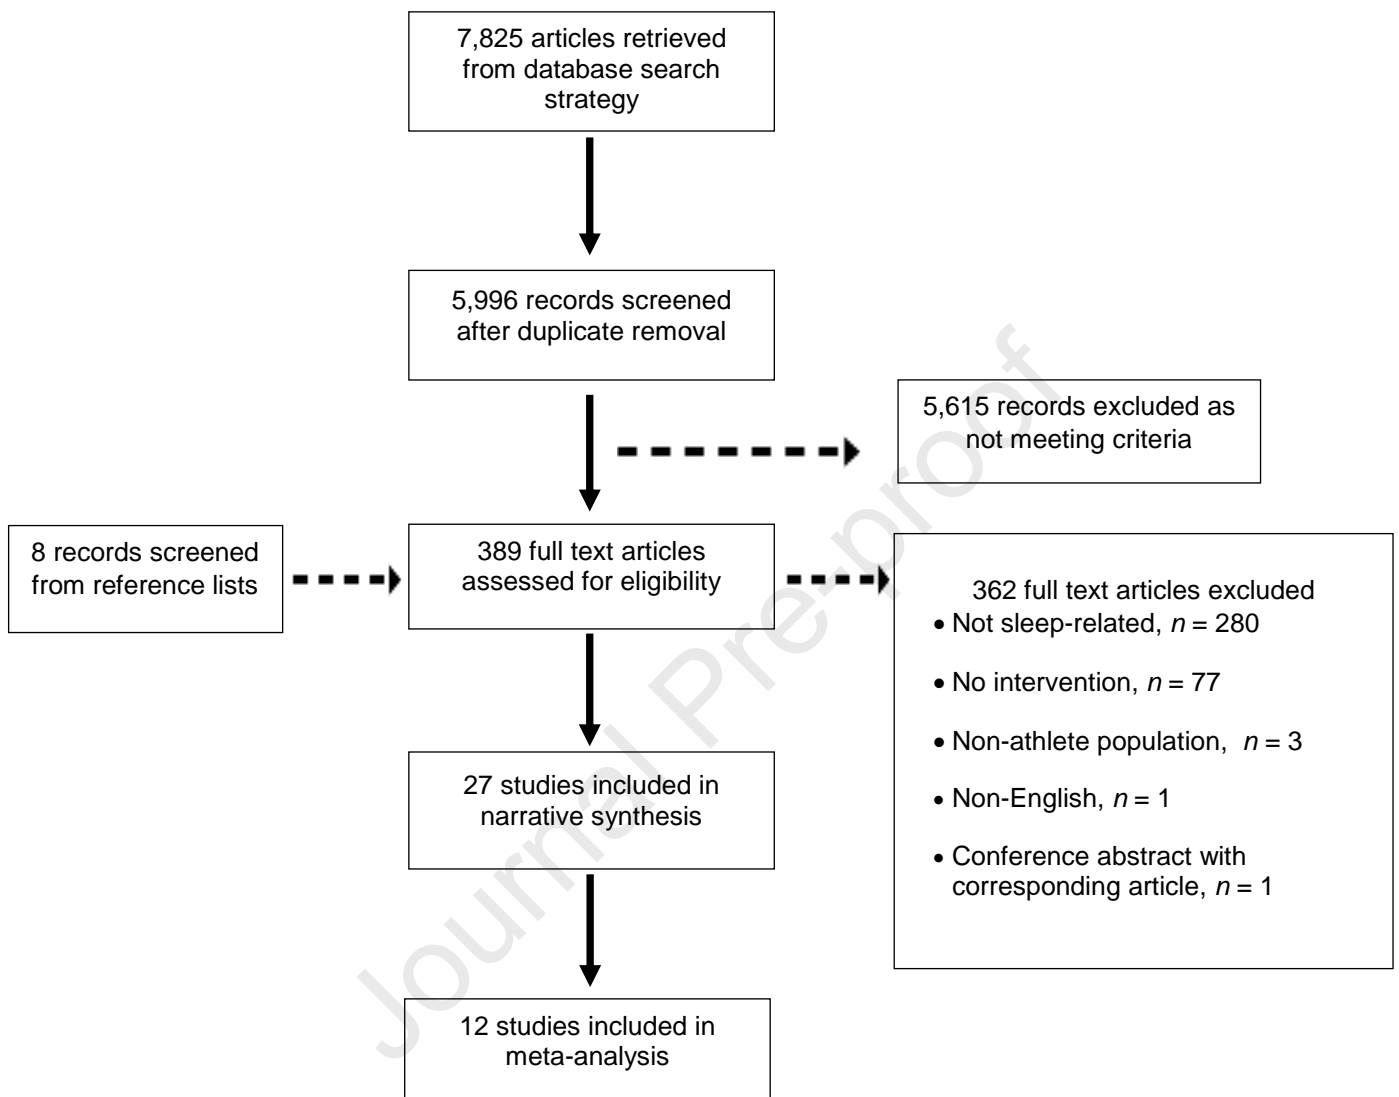 7,825 articles retrieved
from database search
strategy
5,996 records screened
after duplicate removal
5,615 records excluded as
not meeting criteria
8 records screened
from reference lists
389 full text articles
assessed for eligibility
362 full text articles excluded
• Not sleep-related, n = 280
• No intervention, n = 77
• Non-athlete population, n = 3
• Non-English, n = 1
• Conference abstract with
corresponding article, n = 1
27 studies included in
narrative synthesis
12 studies included in
meta-analysis
Journal Pre-proof